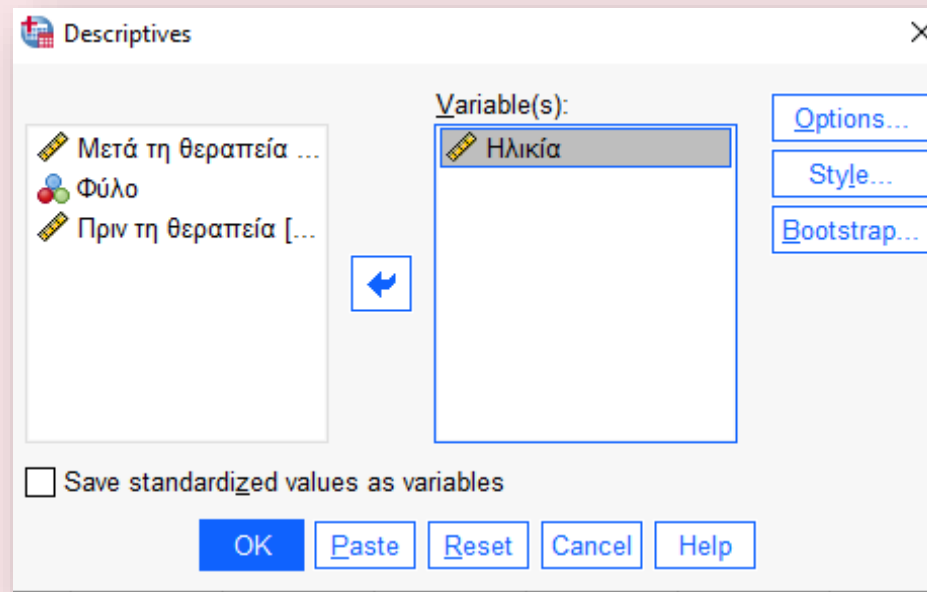 Descriptives
Variable(s):
Μετά τη θεραπεία ...
Φύλο
Πριν τη θεραπεία [...
Ηλικία
Options...
Style...
Bootstrap...
Save standardized values as variables
OK Paste Reset Cancel Help